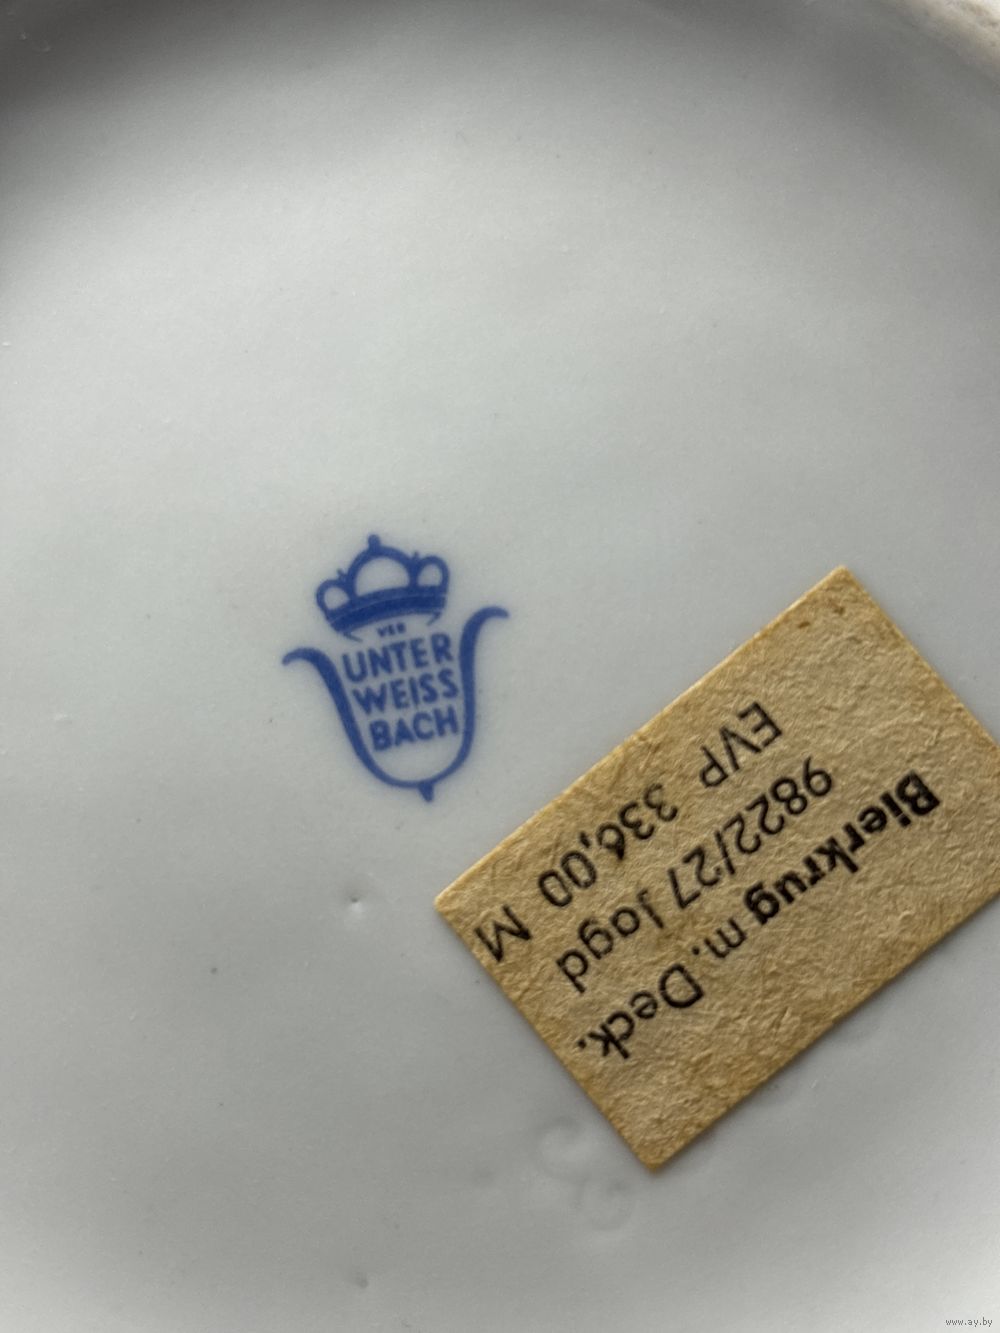 VEB
UNTER
WEISS
BACH
Bierkrug m. Deck.
9822/27 Jagd
EVP 336,00 M
www.ay.by